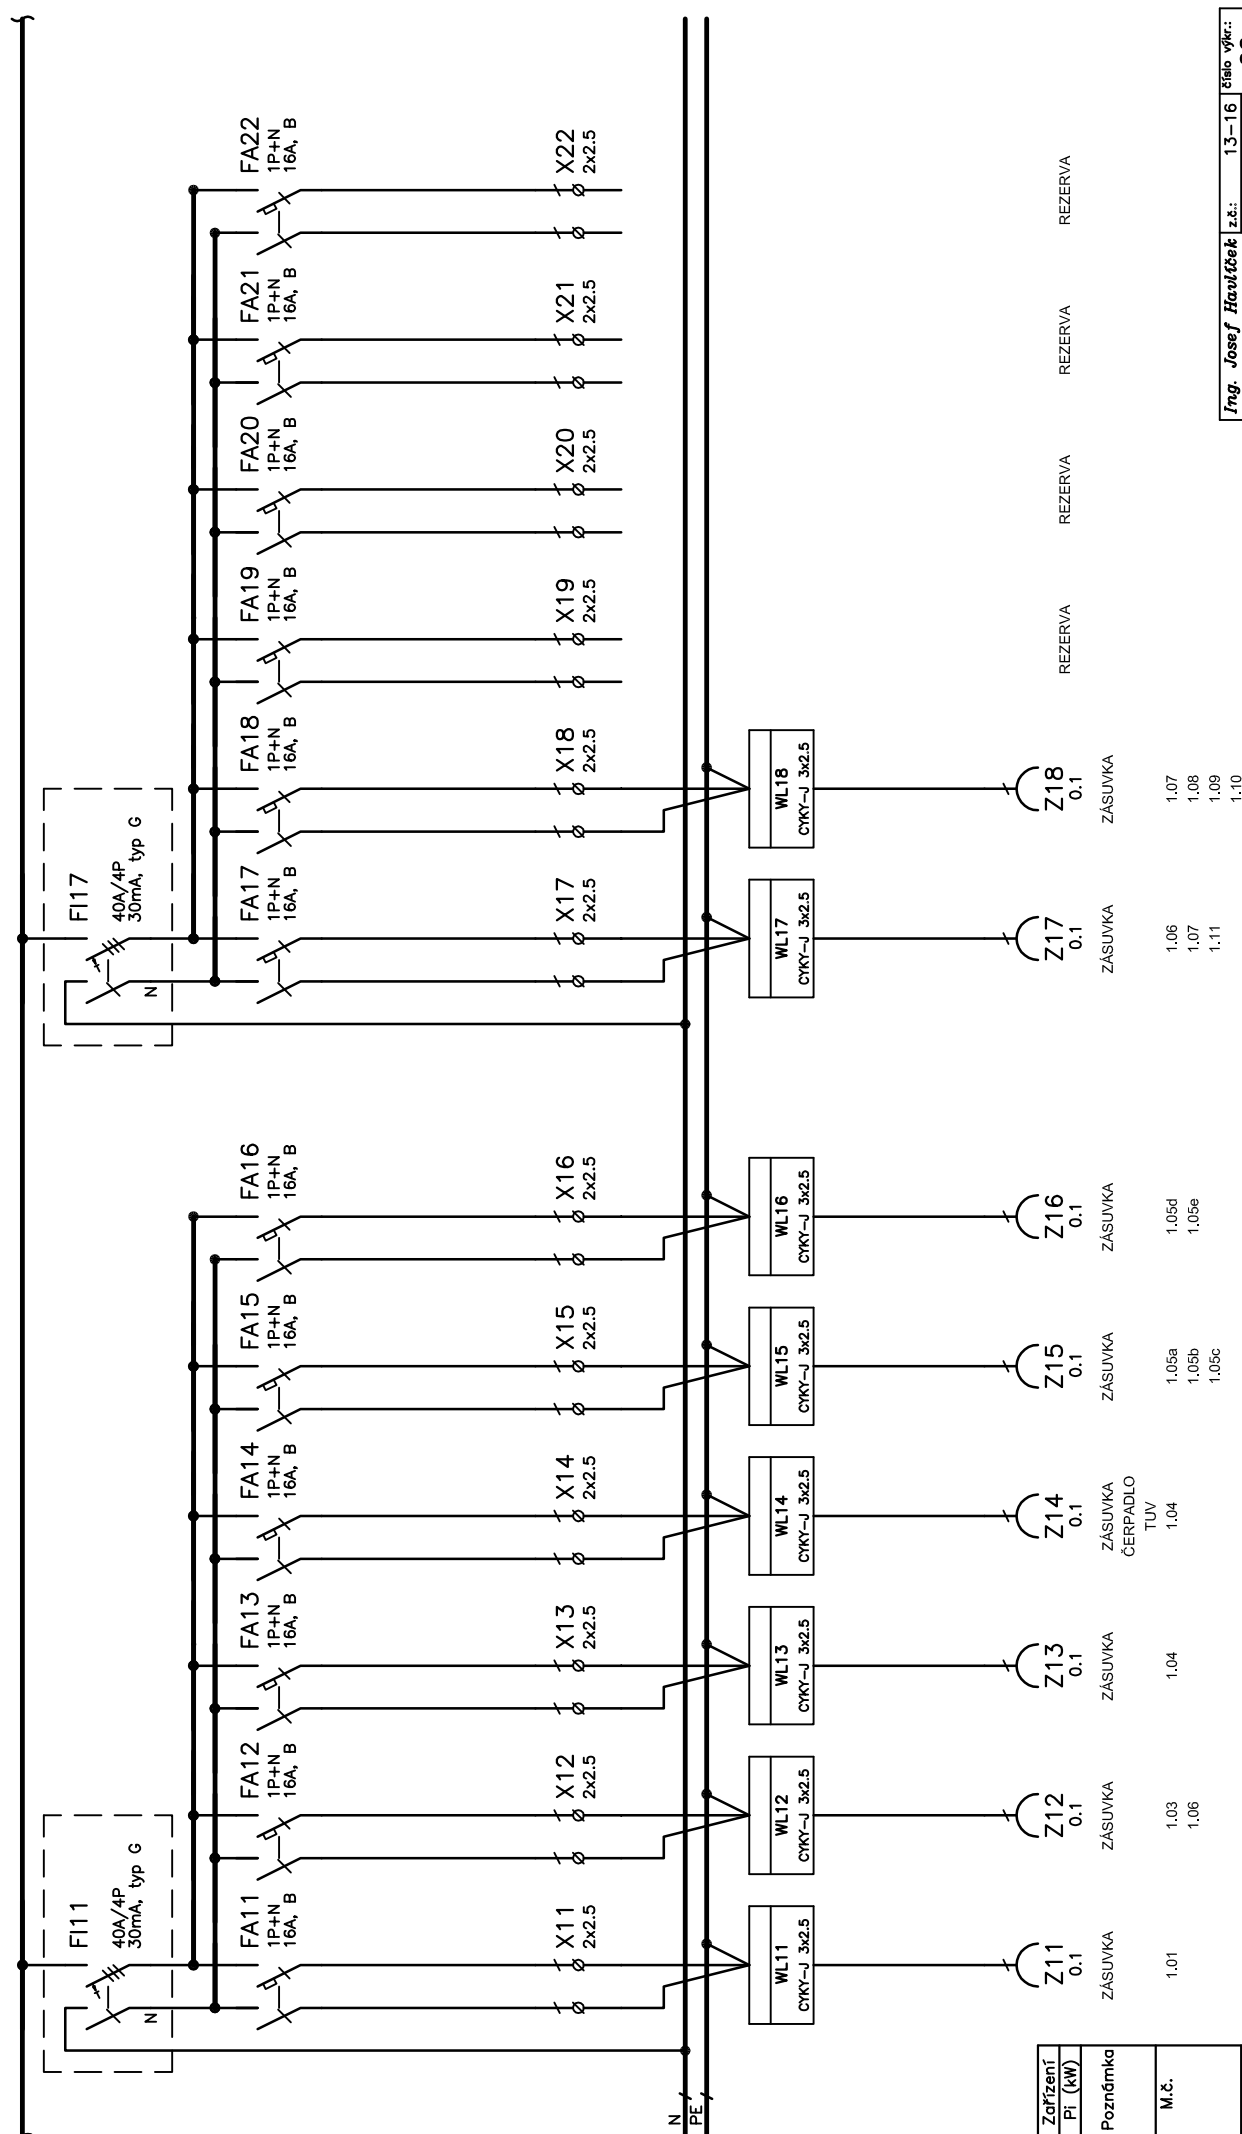 FI11
40A/4P
30mA, typ G
N
FI17
40A/4P
30mA, typ G
N
FA11
1P+N
16A, B
FA12
1P+N
16A, B
FA13
1P+N
16A, B
FA14
1P+N
16A, B
FA15
1P+N
16A, B
FA16
1P+N
16A, B
FA17
1P+N
16A, B
FA18
1P+N
16A, B
FA19
1P+N
16A, B
FA20
1P+N
16A, B
FA21
1P+N
16A, B
FA22
1P+N
16A, B
X11
2x2.5
X12
2x2.5
X13
2x2.5
X14
2x2.5
X15
2x2.5
X16
2x2.5
X17
2x2.5
X18
2x2.5
X19
2x2.5
X20
2x2.5
X21
2x2.5
X22
2x2.5
N
PE
WL11
CYKY-J 3x2.5
WL12
CYKY-J 3x2.5
WL13
CYKY-J 3x2.5
WL14
CYKY-J 3x2.5
WL15
CYKY-J 3x2.5
WL16
CYKY-J 3x2.5
WL17
CYKY-J 3x2.5
WL18
CYKY-J 3x2.5
Zařízení
Pi (kW)
Poznámka
M.č.
Z11
0.1
ZÁSUVKA
1.01
Z12
0.1
ZÁSUVKA
1.03
1.06
Z13
0.1
ZÁSUVKA
1.04
Z14
0.1
ZÁSUVKA
ČERPADLO
TUV
1.04
Z15
0.1
ZÁSUVKA
1.05a
1.05b
1.05c
Z16
0.1
ZÁSUVKA
1.05d
1.05e
Z17
0.1
ZÁSUVKA
1.06
1.07
1.11
Z18
0.1
ZÁSUVKA
1.07
1.08
1.09
1.10
REZERVA
REZERVA
REZERVA
REZERVA
Ing. Josef Havlíček
z.č.: 13-16
číslo výkr.: